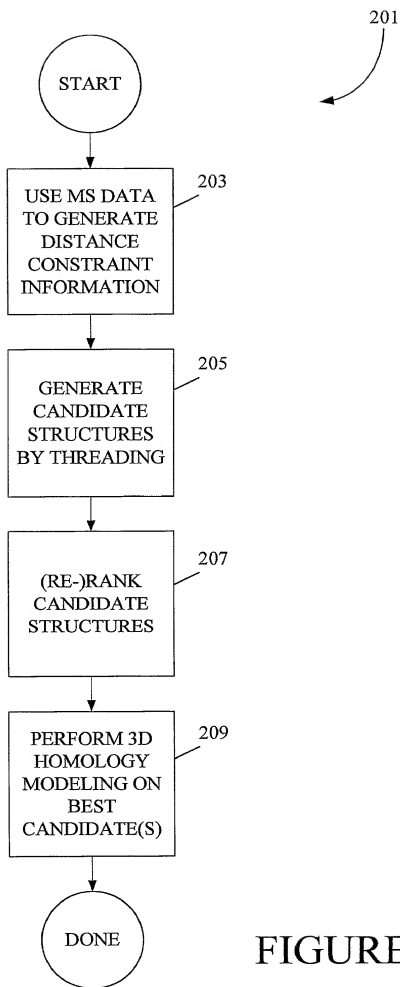 201
START
203
USE MS DATA
TO GENERATE
DISTANCE
CONSTRAINT
INFORMATION
205
GENERATE
CANDIDATE
STRUCTURES
BY THREADING
207
(RE-)RANK
CANDIDATE
STRUCTURES
209
PERFORM 3D
HOMOLOGY
MODELING ON
BEST
CANDIDATE(S)
DONE
FIGURE